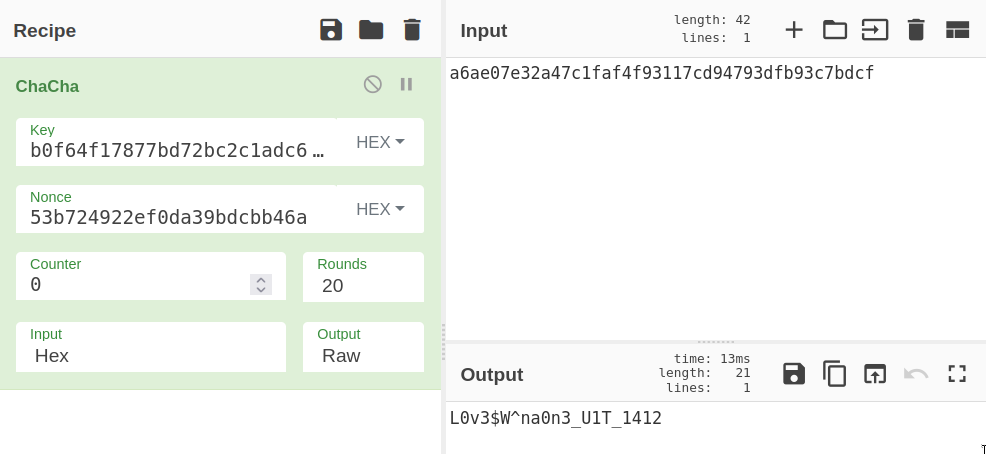 Recipe
ChaCha
Key
b0f64f17877bd72bc2c1adc6 …
HEX
Nonce
53b724922ef0da39bdcbb46a
HEX
Counter
0
Rounds
20
Input
Hex
Output
Raw
Input
length: 42
lines: 1
a6ae07e32a47c1faf4f93117cd94793dfb93c7bdcf
Output
time: 13ms
length: 21
lines: 1
L0v3$W^na0n3_U1T_1412